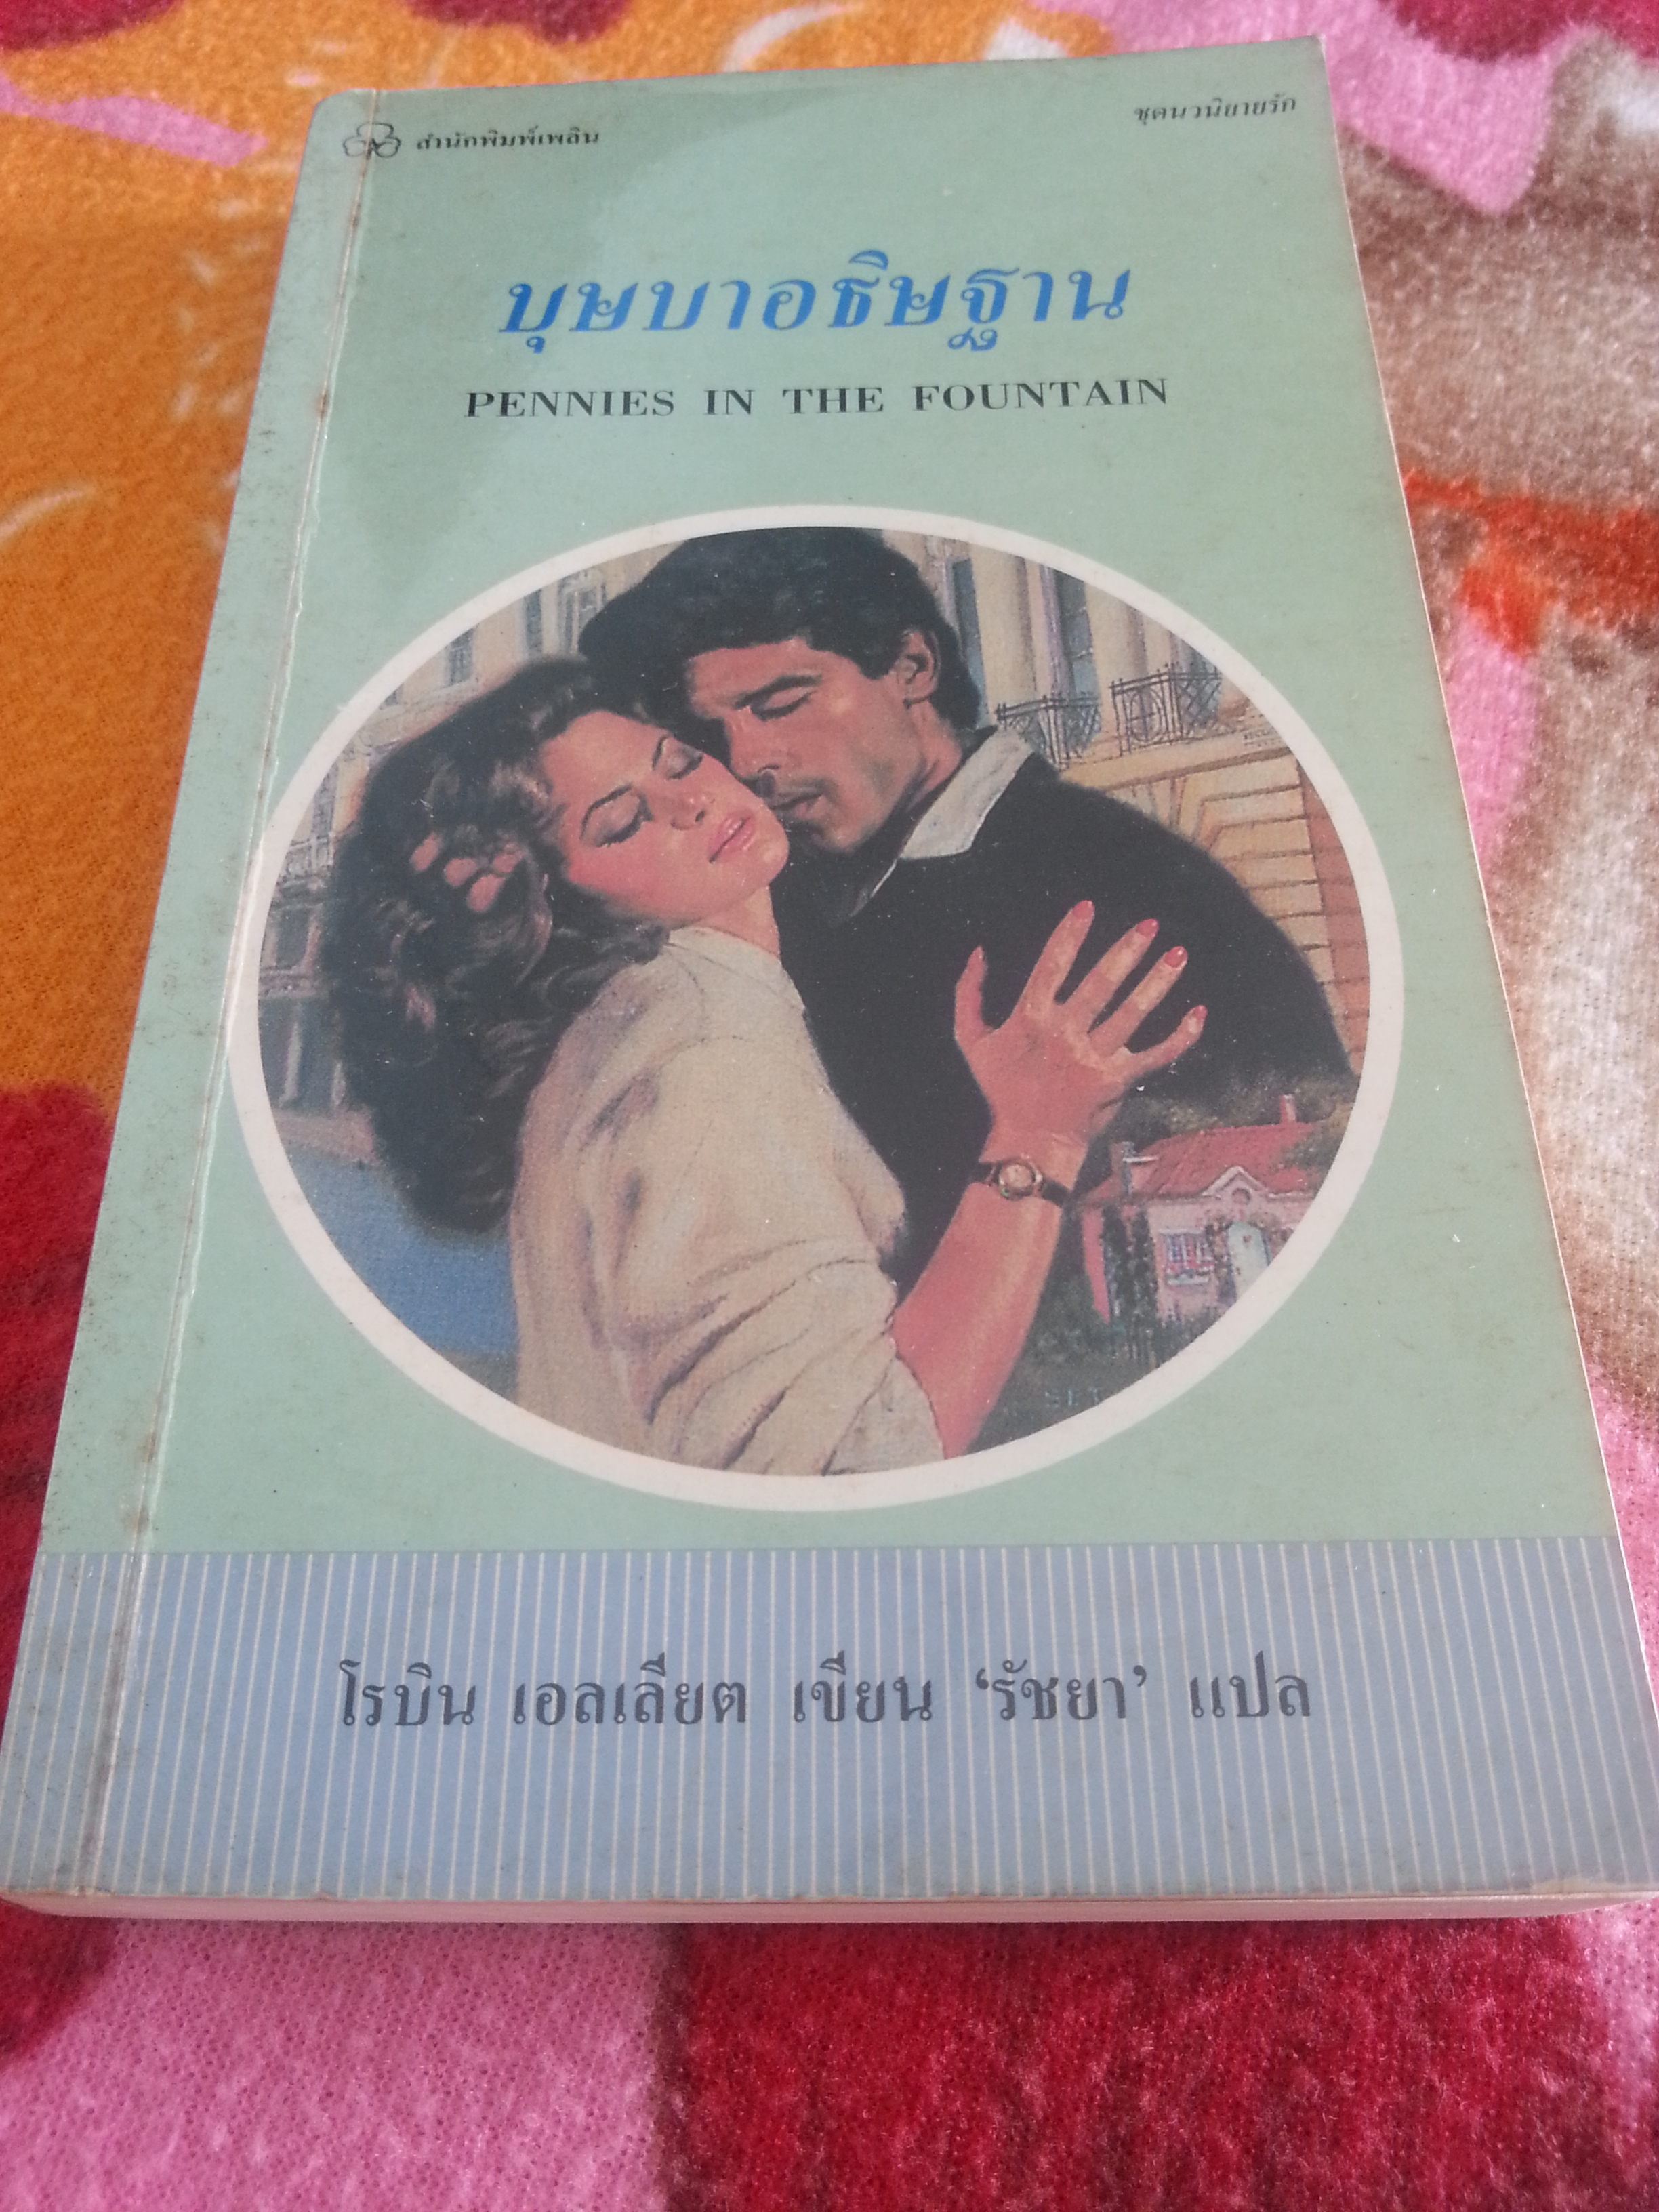 สำนักพิมพ์เพลิน
ชุดนวนิยายรัก
บุษบาอธิษฐาน
PENNIES IN THE FOUNTAIN
โรบิน เอลเลียต เขียน ‘รัชยา’ แปล